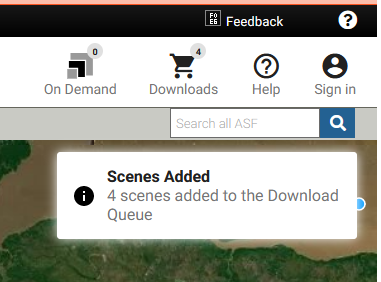 Feedback
0
4
On Demand
Downloads
Help
Sign in
Search all ASF
Scenes Added
4 scenes added to the Download
Queue